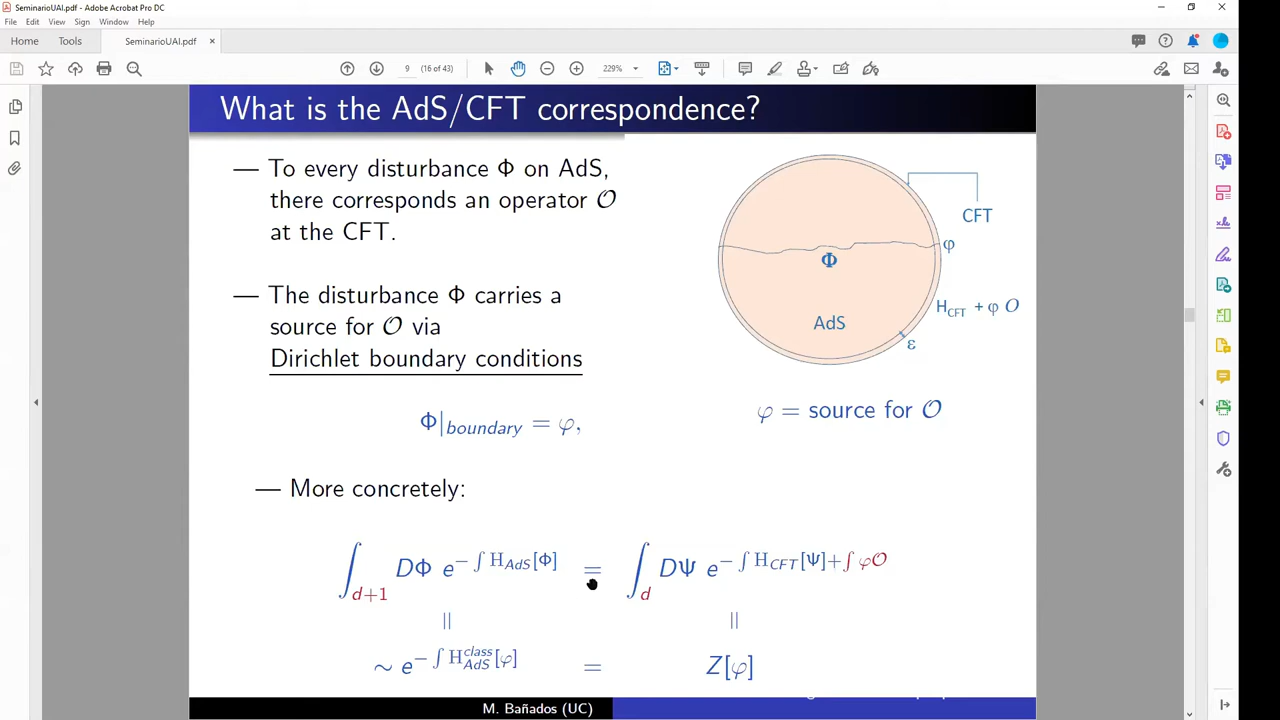 SeminarioUAI.pdf - Adobe Acrobat Pro DC
File Edit View Sign Window Help
Home Tools SeminarioUAI.pdf ×
9 (16 of 43) 229%
What is the AdS/CFT correspondence?
— To every disturbance Φ on AdS,
there corresponds an operator 𝒪
at the CFT.
— The disturbance Φ carries a
source for 𝒪 via
Dirichlet boundary conditions
Φ|boundary = φ,
CFT
φ
Φ
H_CFT + φ O
AdS
ε
φ = source for 𝒪
— More concretely:
∫_{d+1} DΦ e^{−∫H_AdS[Φ]} = ∫_d DΨ e^{−∫H_CFT[Ψ]+∫φ𝒪}
|| ||
∼ e^{−∫H^{class}_{AdS}[φ]} = Z[φ]
M. Bañados (UC)